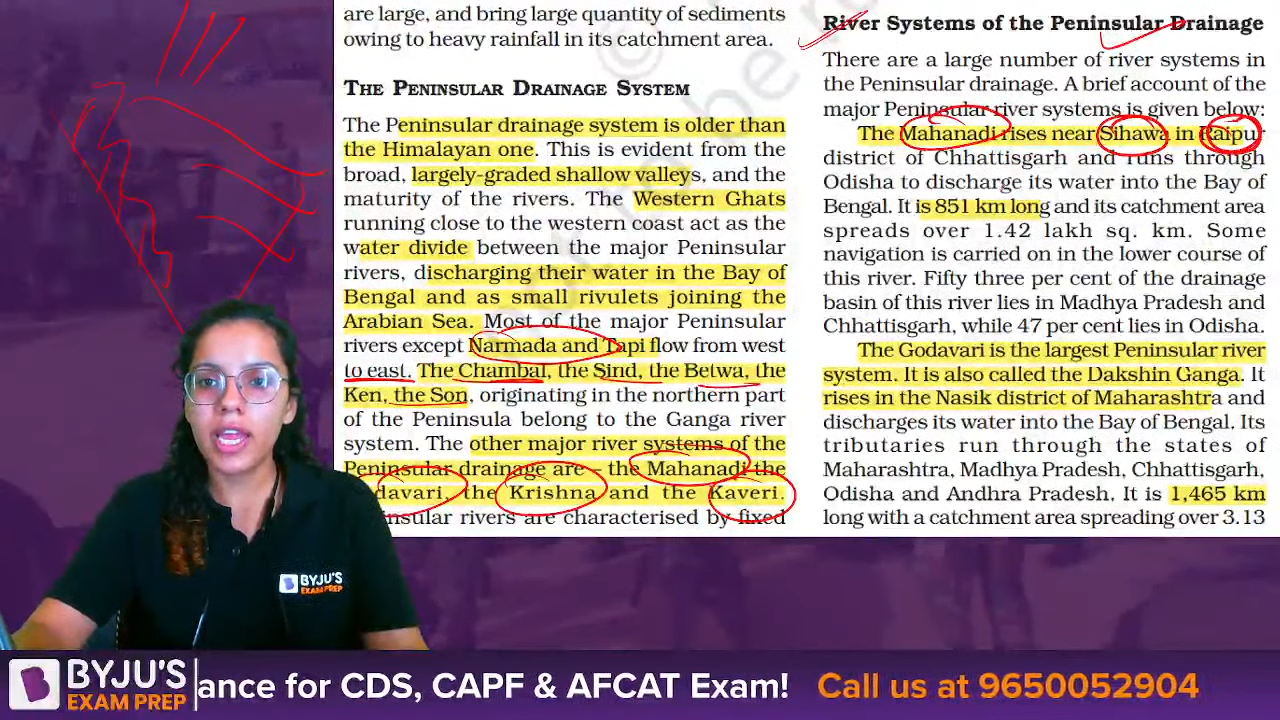 are large, and bring large quantity of sediments
owing to heavy rainfall in its catchment area.
THE PENINSULAR DRAINAGE SYSTEM
The Peninsular drainage system is older than
the Himalayan one. This is evident from the
broad, largely-graded shallow valleys, and the
maturity of the rivers. The Western Ghats
running close to the western coast act as the
water divide between the major Peninsular
rivers, discharging their water in the Bay of
Bengal and as small rivulets joining the
Arabian Sea. Most of the major Peninsular
rivers except Narmada and Tapi flow from west
to east. The Chambal, the Sind, the Betwa, the
Ken, the Son, originating in the northern part
of the Peninsula belong to the Ganga river
system. The other major river systems of the
Peninsular drainage are – the Mahanadi the
davari, the Krishna and the Kaveri.
insular rivers are characterised by fixed
River Systems of the Peninsular Drainage
There are a large number of river systems in
the Peninsular drainage. A brief account of the
major Peninsular river systems is given below:
The Mahanadi rises near Sihawa in Raipur
district of Chhattisgarh and runs through
Odisha to discharge its water into the Bay of
Bengal. It is 851 km long and its catchment area
spreads over 1.42 lakh sq. km. Some
navigation is carried on in the lower course of
this river. Fifty three per cent of the drainage
basin of this river lies in Madhya Pradesh and
Chhattisgarh, while 47 per cent lies in Odisha.
The Godavari is the largest Peninsular river
system. It is also called the Dakshin Ganga. It
rises in the Nasik district of Maharashtra and
discharges its water into the Bay of Bengal. Its
tributaries run through the states of
Maharashtra, Madhya Pradesh, Chhattisgarh,
Odisha and Andhra Pradesh. It is 1,465 km
long with a catchment area spreading over 3.13
BYJU'S
EXAM PREP
BYJU'S
EXAM PREP
ance for CDS, CAPF & AFCAT Exam! Call us at 9650052904